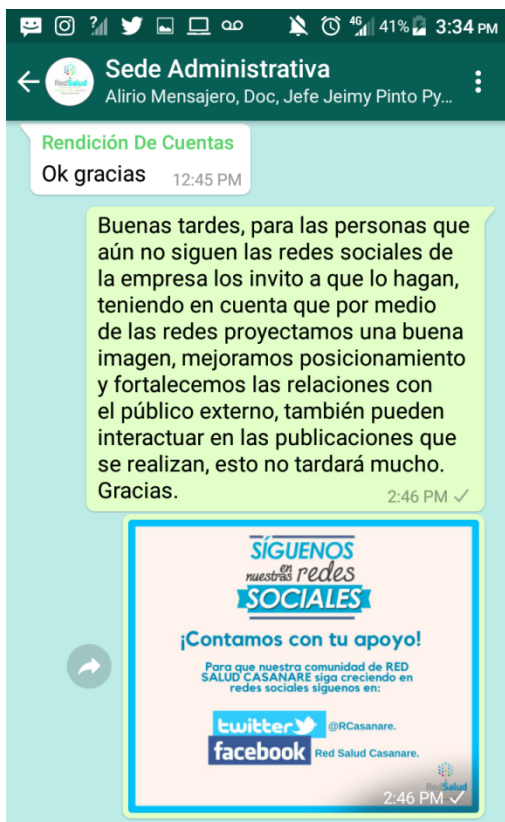 41% 3:34 PM
Sede Administrativa
Alirio Mensajero, Doc, Jefe Jeimy Pinto Py...
Rendición De Cuentas
Ok gracias 12:45 PM
Buenas tardes, para las personas que
aún no siguen las redes sociales de
la empresa los invito a que lo hagan,
teniendo en cuenta que por medio
de las redes proyectamos una buena
imagen, mejoramos posicionamiento
y fortalecemos las relaciones con
el público externo, también pueden
interactuar en las publicaciones que
se realizan, esto no tardará mucho.
Gracias. 2:46 PM
SÍGUENOS
en
nuestras redes
SOCIALES
¡Contamos con tu apoyo!
Para que nuestra comunidad de RED
SALUD CASANARE siga creciendo en
redes sociales síguenos en:
twitter @RCasanare.
facebook Red Salud Casanare.
RedSalud
2:46 PM